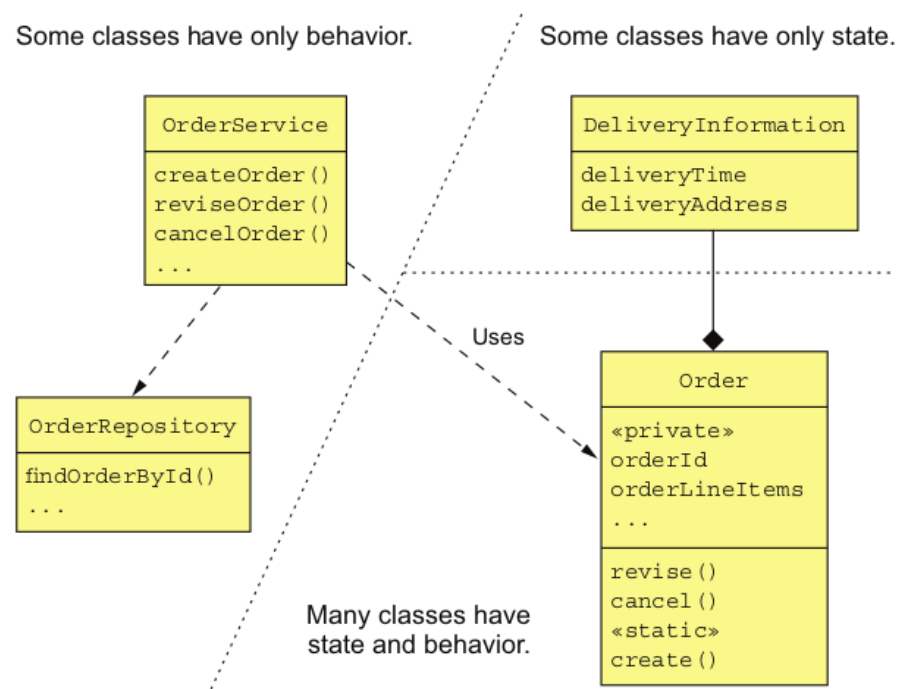 Some classes have only behavior.
Some classes have only state.
OrderService
createOrder()
reviseOrder()
cancelOrder()
...
DeliveryInformation
deliveryTime
deliveryAddress
Uses
OrderRepository
findOrderById()
...
Order
«private»
orderId
orderLineItems
...
revise()
cancel()
«static»
create()
Many classes have
state and behavior.